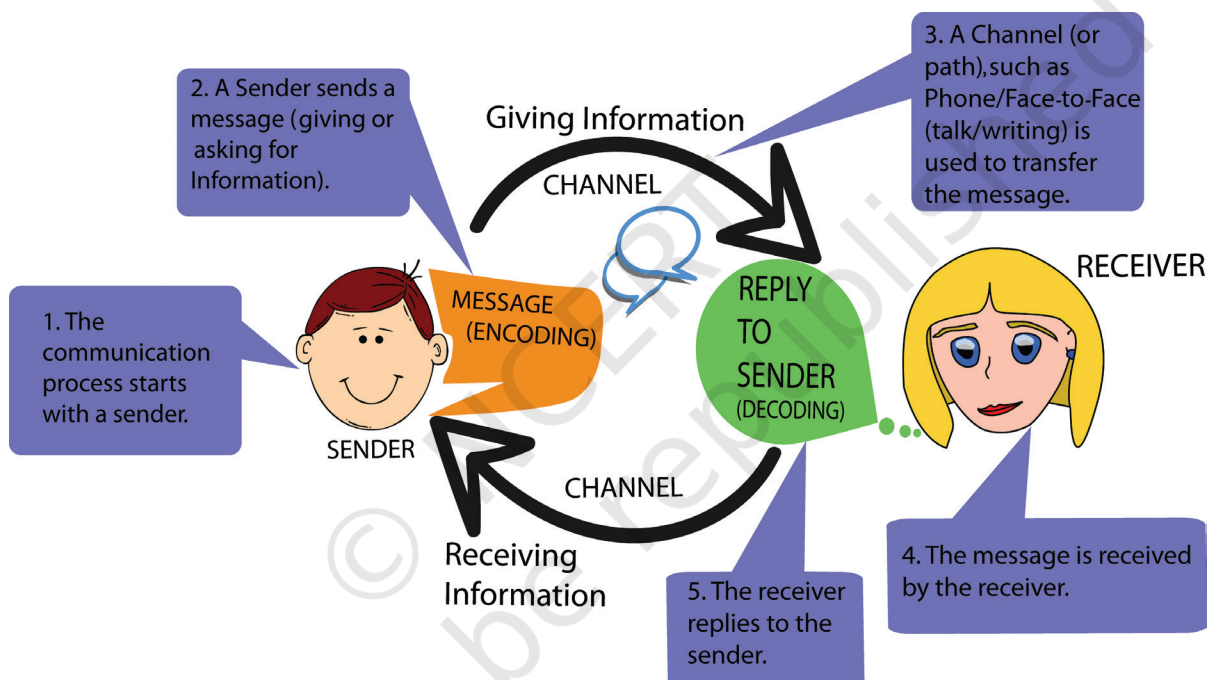 1. The
communication
process starts
with a sender.
2. A Sender sends a
message (giving or
asking for
Information).
Giving Information
CHANNEL
3. A Channel (or
path),such as
Phone/Face-to-Face
(talk/writing) is
used to transfer
the message.
SENDER
MESSAGE
(ENCODING)
REPLY
TO
SENDER
(DECODING)
RECEIVER
4. The message is received
by the receiver.
5. The receiver
replies to the
sender.
CHANNEL
Receiving
Information
© NCERT
be republished